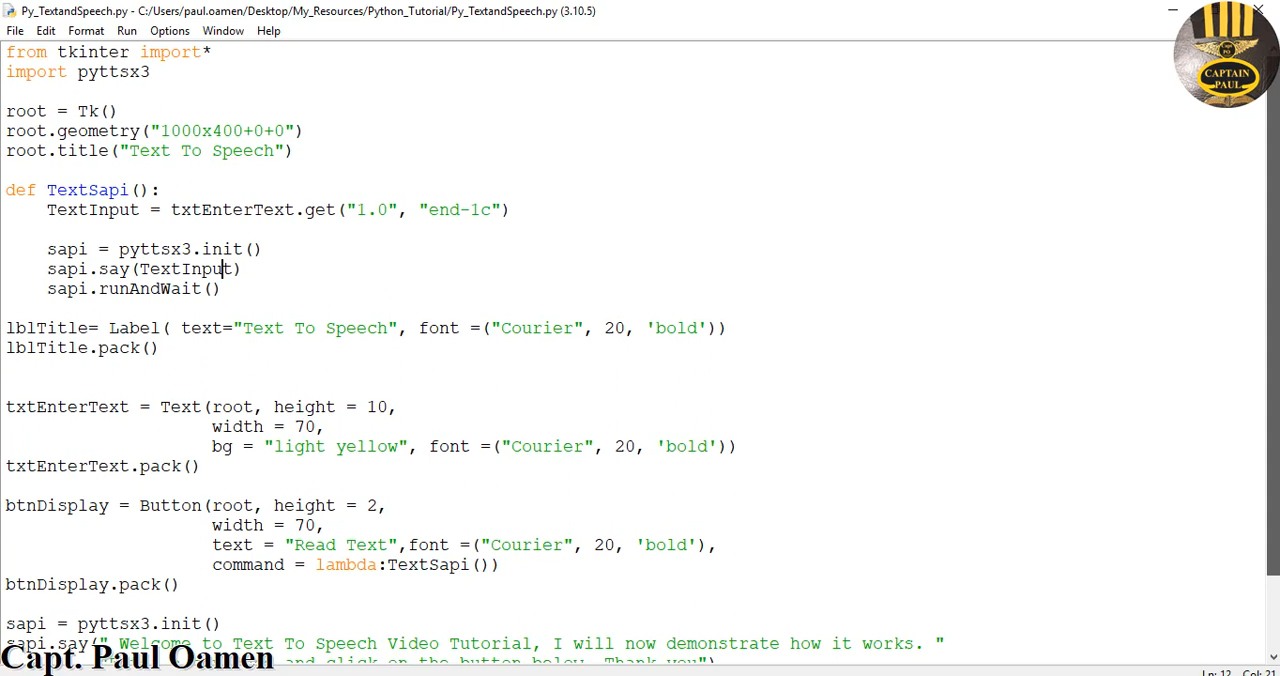 Py_TextandSpeech.py - C:/Users/paul.oamen/Desktop/My_Resources/Python_Tutorial/Py_TextandSpeech.py (3.10.5)
File Edit Format Run Options Window Help
from tkinter import*
import pyttsx3
root = Tk()
root.geometry("1000x400+0+0")
root.title("Text To Speech")
def TextSapi():
TextInput = txtEnterText.get("1.0", "end-1c")
sapi = pyttsx3.init()
sapi.say(TextInput)
sapi.runAndWait()
lblTitle= Label( text="Text To Speech", font =("Courier", 20, 'bold'))
lblTitle.pack()
txtEnterText = Text(root, height = 10,
width = 70,
bg = "light yellow", font =("Courier", 20, 'bold'))
txtEnterText.pack()
btnDisplay = Button(root, height = 2,
width = 70,
text = "Read Text",font =("Courier", 20, 'bold'),
command = lambda:TextSapi())
btnDisplay.pack()
sapi = pyttsx3.init()
sapi.say(" Welcome to Text To Speech Video Tutorial, I will now demonstrate how it works. "
and click on the button below. Thank you")
Capt. Paul Oamen
Ln: 12 Col: 21
CAPTAIN
PAUL